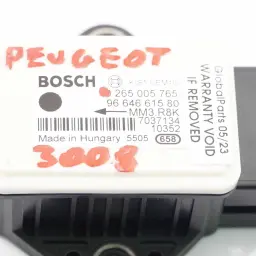 PEUGEOT
BOSCH
265 005 765
96 646 615 80
MM3.R8K
7037134
10352
Made in Hungary 5505 658
3008
GlobalParts 05/23
WARRANTY VOID
IF REMOVED